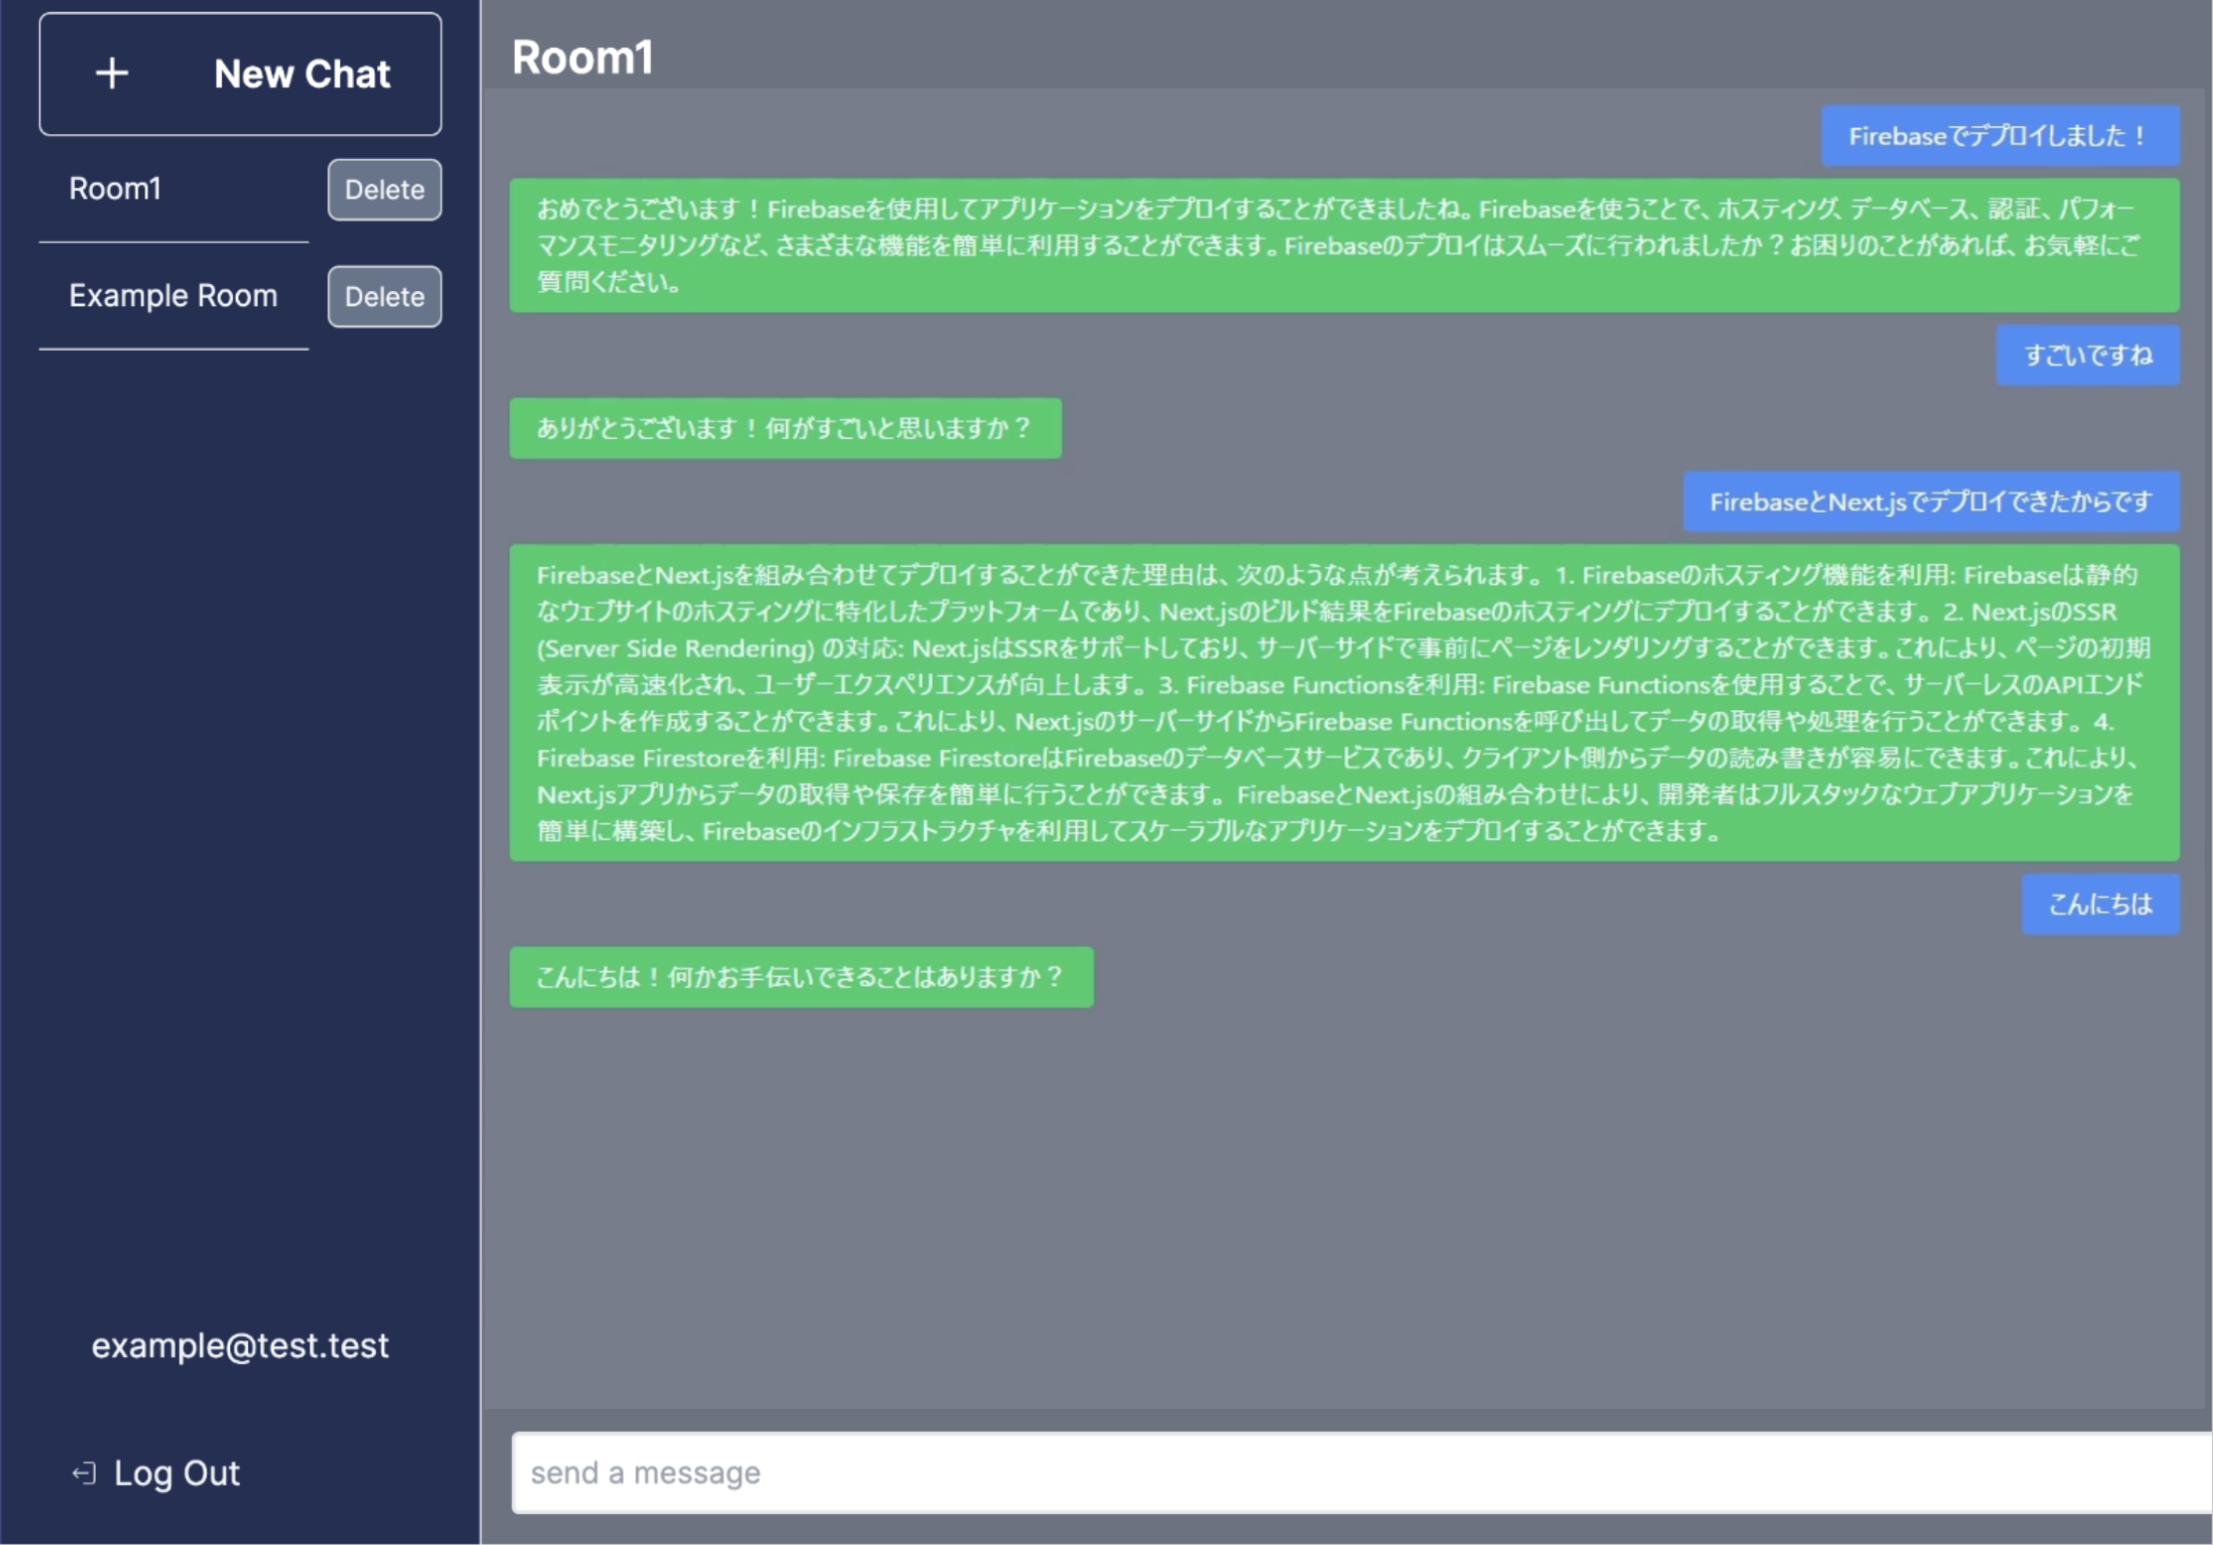 + New Chat
Room1 Delete
Example Room Delete
example@test.test
Log Out
Room1
Firebaseでデプロイしました！
おめでとうございます！Firebaseを使用してアプリケーションをデプロイすることができましたね。Firebaseを使うことで、ホスティング、データベース、認証、パフォー
マンスモニタリングなど、さまざまな機能を簡単に利用することができます。Firebaseのデプロイはスムーズに行われましたか？お困りのことがあれば、お気軽にご
質問ください。
すごいですね
ありがとうございます！何がすごいと思いますか？
FirebaseとNext.jsでデプロイできたからです
FirebaseとNext.jsを組み合わせてデプロイすることができた理由は、次のような点が考えられます。 1. Firebaseのホスティング機能を利用: Firebaseは静的
なウェブサイトのホスティングに特化したプラットフォームであり、Next.jsのビルド結果をFirebaseのホスティングにデプロイすることができます。 2. Next.jsのSSR
(Server Side Rendering) の対応: Next.jsはSSRをサポートしており、サーバーサイドで事前にページをレンダリングすることができます。これにより、ページの初期
表示が高速化され、ユーザーエクスペリエンスが向上します。 3. Firebase Functionsを利用: Firebase Functionsを使用することで、サーバーレスのAPIエンド
ポイントを作成することができます。これにより、Next.jsのサーバーサイドからFirebase Functionsを呼び出してデータの取得や処理を行うことができます。 4.
Firebase Firestoreを利用: Firebase FirestoreはFirebaseのデータベースサービスであり、クライアント側からデータの読み書きが容易にできます。これにより、
Next.jsアプリからデータの取得や保存を簡単に行うことができます。 FirebaseとNext.jsの組み合わせにより、開発者はフルスタックなウェブアプリケーションを
簡単に構築し、Firebaseのインフラストラクチャを利用してスケーラブルなアプリケーションをデプロイすることができます。
こんにちは
こんにちは！何かお手伝いできることはありますか？
send a message